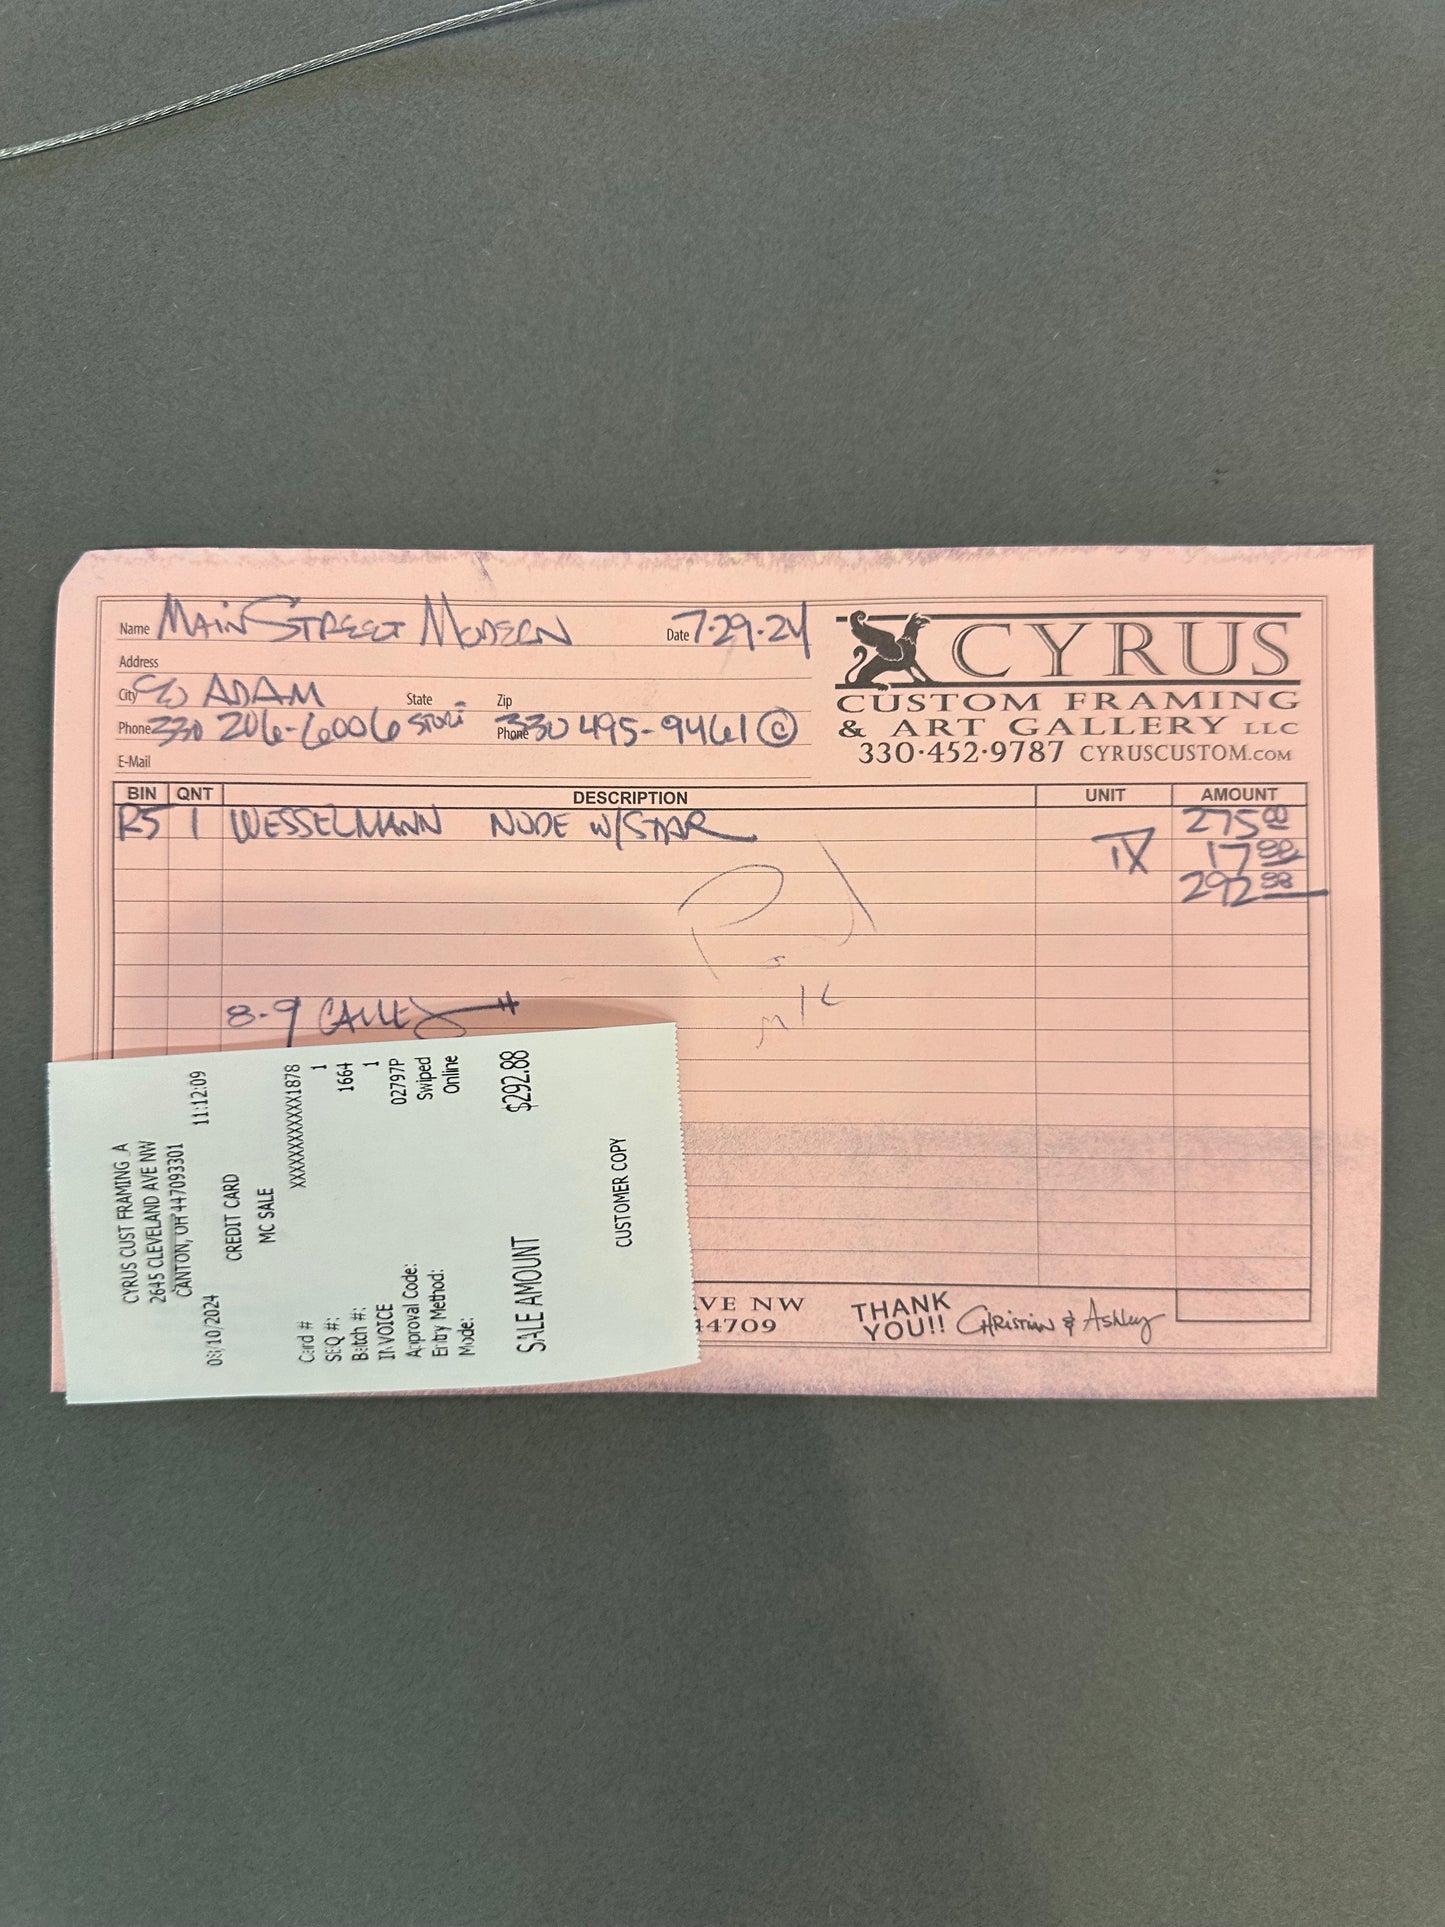 Name MAIN STREET MODERN Date 7-29-24
CYRUS
Address
City C/O ADAM State Zip
CUSTOM FRAMING
Phone 330 206-6006 STORE Phone 330 495-9461 ©
& ART GALLERY LLC
E-Mail
330·452·9787 CYRUSCUSTOM.COM
BIN QNT DESCRIPTION UNIT AMOUNT
R5 1 WESSELMANN NUDE W/STAR 275.00
TX 17.88
292.88
Pd
M/C
8-9 CALLED
VE NW
44709
THANK
YOU!! Christian & Ashley
CYRUS CUST FRAMING A
2645 CLEVELAND AVE NW
CANTON, OH 447093301
08/10/2024 11:12:09
CREDIT CARD
MC SALE
Card # XXXXXXXXXXXX1878
SEQ #: 1
Batch #: 1664
INVOICE 1
Approval Code: 02797P
Entry Method: Swiped
Mode: Online
SALE AMOUNT $292.88
CUSTOMER COPY